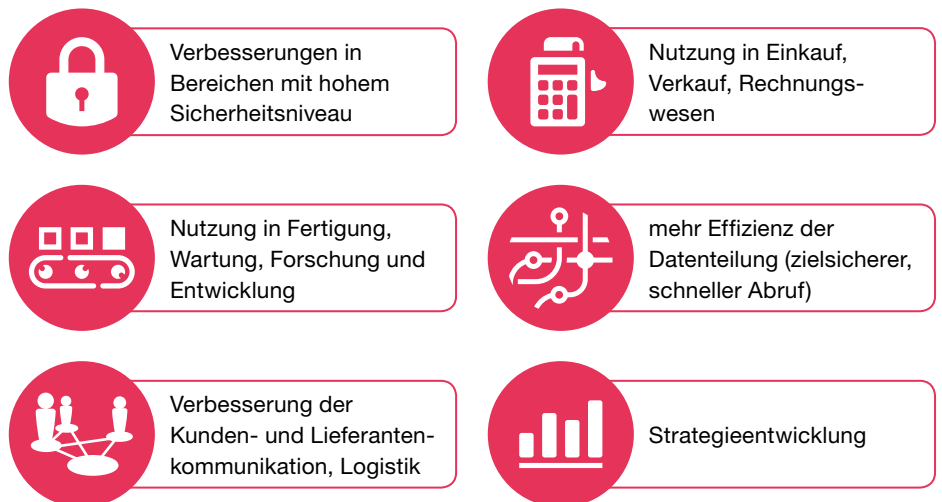 Verbesserungen in
Bereichen mit hohem
Sicherheitsniveau
Nutzung in Einkauf,
Verkauf, Rechnungs-
wesen
Nutzung in Fertigung,
Wartung, Forschung und
Entwicklung
mehr Effizienz der
Datenteilung (zielsicherer,
schneller Abruf)
Verbesserung der
Kunden- und Lieferanten-
kommunikation, Logistik
Strategieentwicklung